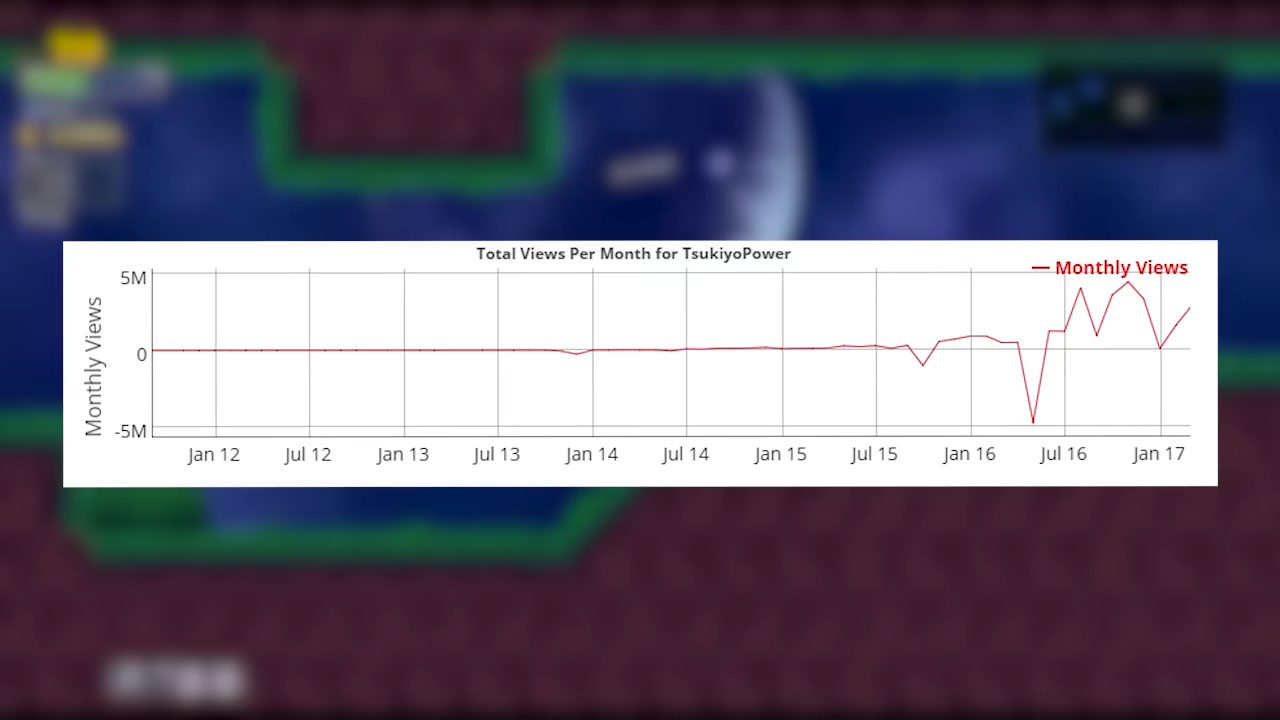 Total Views Per Month for TsukiyoPower
Monthly Views
5M
0
-5M
Monthly Views
Jan 12 Jul 12 Jan 13 Jul 13 Jan 14 Jul 14 Jan 15 Jul 15 Jan 16 Jul 16 Jan 17